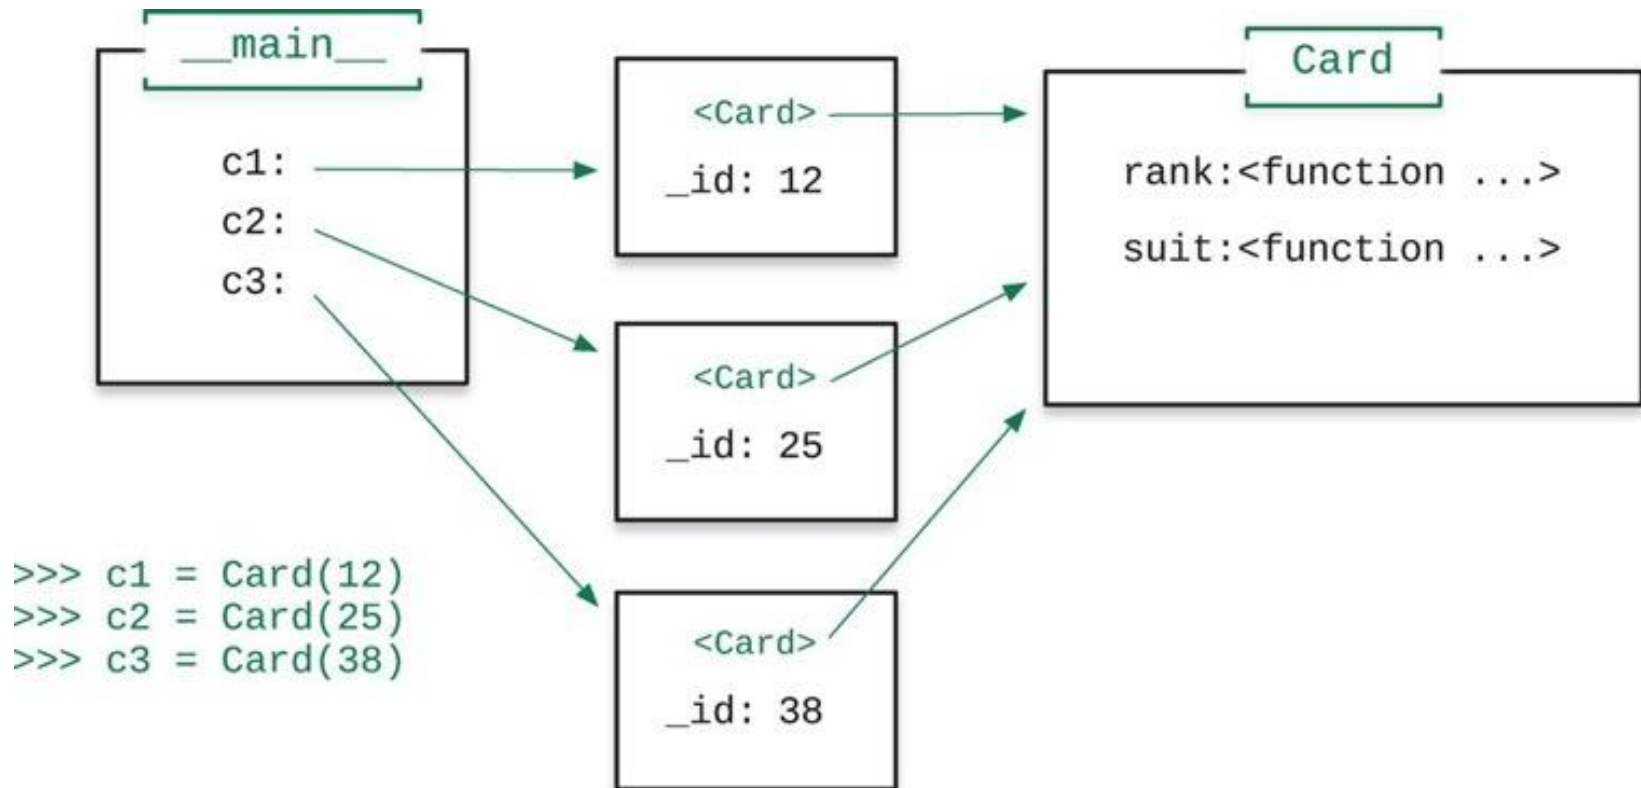 __main__
c1:
c2:
c3:
<Card>
_id: 12
<Card>
_id: 25
<Card>
_id: 38
Card
rank:<function ...>
suit:<function ...>
>>> c1 = Card(12)
>>> c2 = Card(25)
>>> c3 = Card(38)